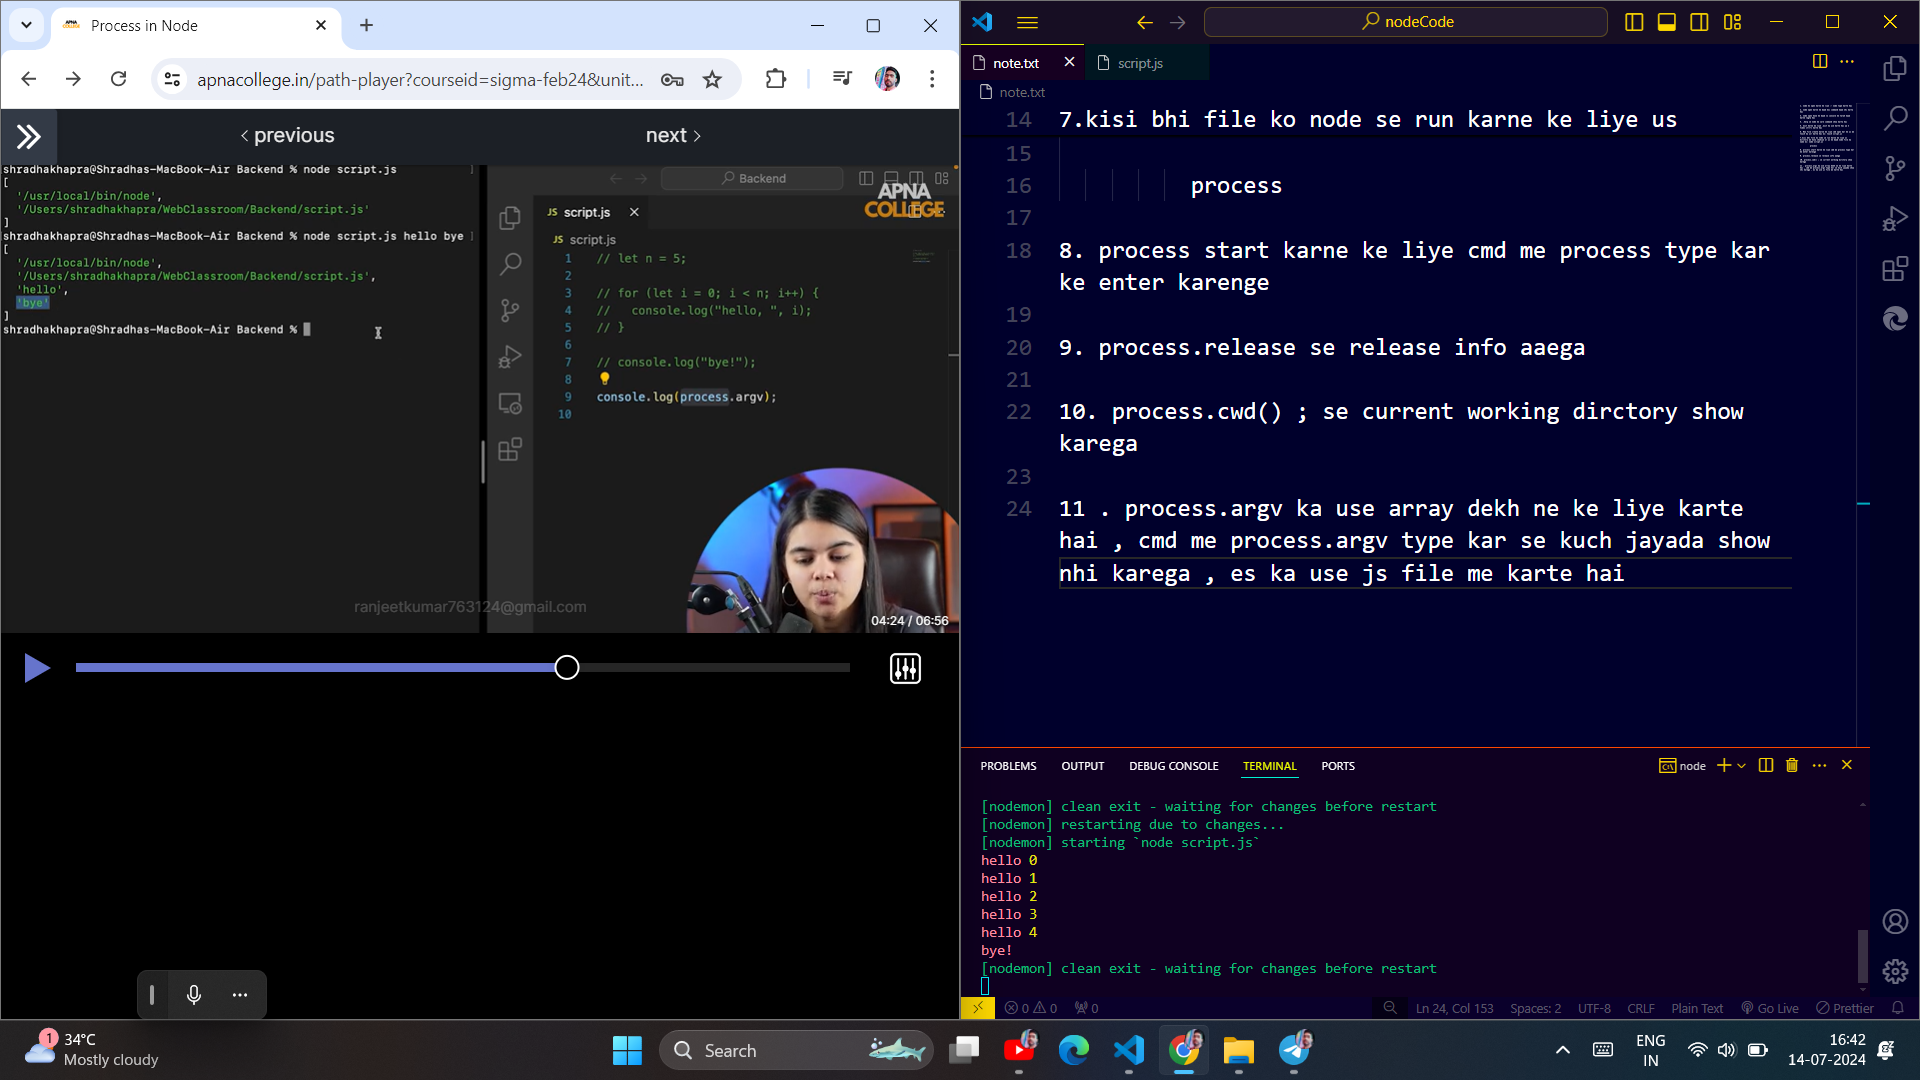 Process in Node
apnacollege.in/path-player?courseid=sigma-feb24&unit...
previous
next
shradhakhapra@Shradhas-MacBook-Air Backend % node script.js
[
'/usr/local/bin/node',
'/Users/shradhakhapra/WebClassroom/Backend/script.js'
]
shradhakhapra@Shradhas-MacBook-Air Backend % node script.js hello bye
[
'/usr/local/bin/node',
'/Users/shradhakhapra/WebClassroom/Backend/script.js',
'hello',
'bye'
]
shradhakhapra@Shradhas-MacBook-Air Backend %
Backend
APNA
COLLEGE
JS script.js
JS script.js
1 // let n = 5;
2
3 // for (let i = 0; i < n; i++) {
4 //   console.log("hello, ", i);
5 // }
6
7 // console.log("bye!");
8
9 console.log(process.argv);
10
ranjeetkumar763124@gmail.com
04:24 / 06:56
nodeCode
note.txt
script.js
note.txt
14 7.kisi bhi file ko node se run karne ke liye us
15
16 process
17
18 8. process start karne ke liye cmd me process type kar
ke enter karenge
19
20 9. process.release se release info aaega
21
22 10. process.cwd() ; se current working dirctory show
karega
23
24 11 . process.argv ka use array dekh ne ke liye karte
hai , cmd me process.argv type kar se kuch jayada show
nhi karega , es ka use js file me karte hai
PROBLEMS OUTPUT DEBUG CONSOLE TERMINAL PORTS
node
[nodemon] clean exit - waiting for changes before restart
[nodemon] restarting due to changes...
[nodemon] starting `node script.js`
hello 0
hello 1
hello 2
hello 3
hello 4
bye!
[nodemon] clean exit - waiting for changes before restart
0 0 0
Ln 24, Col 153 Spaces: 2 UTF-8 CRLF Plain Text Go Live Prettier
1
34°C
Mostly cloudy
Search
ENG
IN
16:42
14-07-2024